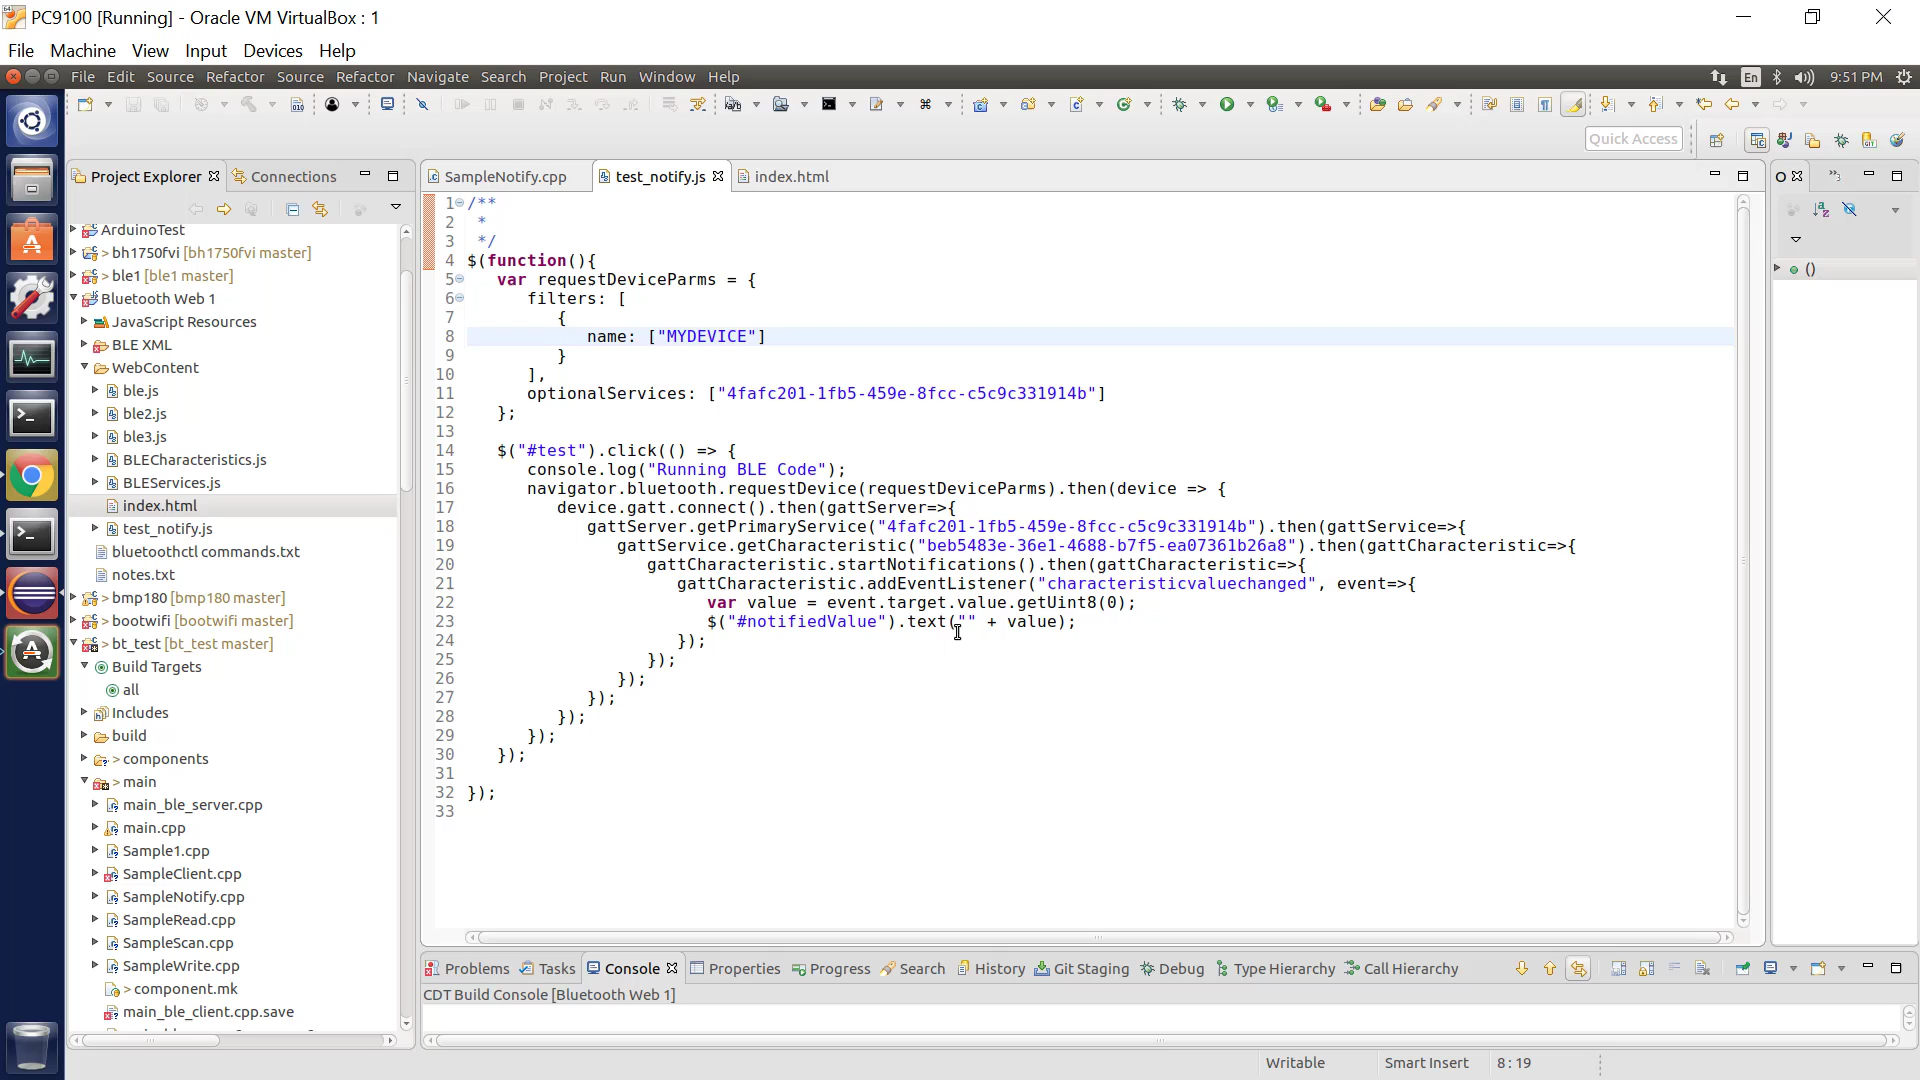 PC9100 [Running] - Oracle VM VirtualBox : 1
File Machine View Input Devices Help
File Edit Source Refactor Source Refactor Navigate Search Project Run Window Help
En 9:51 PM
Quick Access
Project Explorer Connections
SampleNotify.cpp test_notify.js index.html
ArduinoTest
> bh1750fvi [bh1750fvi master]
> ble1 [ble1 master]
Bluetooth Web 1
JavaScript Resources
BLE XML
WebContent
ble.js
ble2.js
ble3.js
BLECharacteristics.js
BLEServices.js
index.html
test_notify.js
bluetoothctl commands.txt
notes.txt
> bmp180 [bmp180 master]
> bootwifi [bootwifi master]
> bt_test [bt_test master]
Build Targets
all
Includes
build
> components
> main
main_ble_server.cpp
main.cpp
Sample1.cpp
SampleClient.cpp
SampleNotify.cpp
SampleRead.cpp
SampleScan.cpp
SampleWrite.cpp
> component.mk
main_ble_client.cpp.save
1 /**
2  *
3  */
4 $(function(){
5    var requestDeviceParms = {
6       filters: [
7          {
8             name: ["MYDEVICE"]
9          }
10       ],
11       optionalServices: ["4fafc201-1fb5-459e-8fcc-c5c9c331914b"]
12    };
13
14    $("#test").click(() => {
15       console.log("Running BLE Code");
16       navigator.bluetooth.requestDevice(requestDeviceParms).then(device => {
17          device.gatt.connect().then(gattServer=>{
18             gattServer.getPrimaryService("4fafc201-1fb5-459e-8fcc-c5c9c331914b").then(gattService=>{
19                gattService.getCharacteristic("beb5483e-36e1-4688-b7f5-ea07361b26a8").then(gattCharacteristic=>{
20                   gattCharacteristic.startNotifications().then(gattCharacteristic=>{
21                      gattCharacteristic.addEventListener("characteristicvaluechanged", event=>{
22                         var value = event.target.value.getUint8(0);
23                         $("#notifiedValue").text("" + value);
24                      });
25                   });
26                });
27             });
28          });
29       });
30    });
31
32 });
33
()
Problems Tasks Console Properties Progress Search History Git Staging Debug Type Hierarchy Call Hierarchy
CDT Build Console [Bluetooth Web 1]
Writable Smart Insert 8 : 19